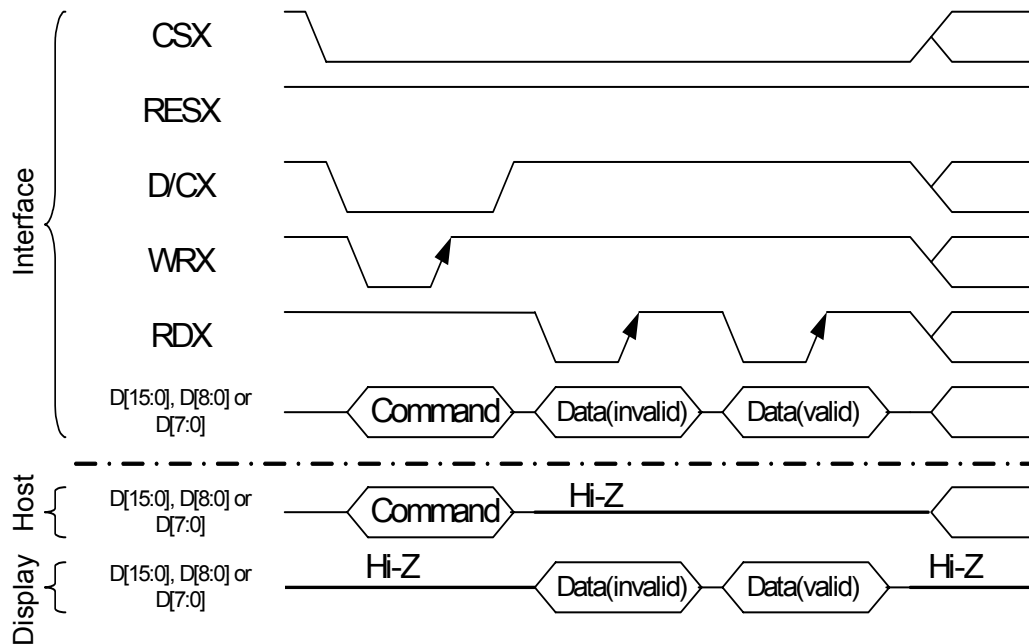 CSX
RESX
D/CX
WRX
RDX
Interface
D[15:0], D[8:0] or
D[7:0]
Command
Data(invalid)
Data(valid)
Host
D[15:0], D[8:0] or
D[7:0]
Command
Hi-Z
Display
D[15:0], D[8:0] or
D[7:0]
Hi-Z
Data(invalid)
Data(valid)
Hi-Z